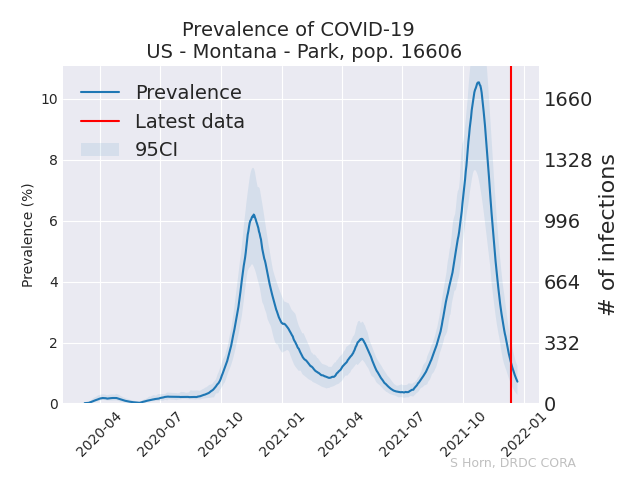 Prevalence of COVID-19
US - Montana - Park, pop. 16606
Prevalence
Latest data
95CI
Prevalence (%)
10
8
6
4
2
0
1660
1328
996
664
332
0
# of infections
2020-04
2020-07
2020-10
2021-01
2021-04
2021-07
2021-10
2022-01
S Horn, DRDC CORA